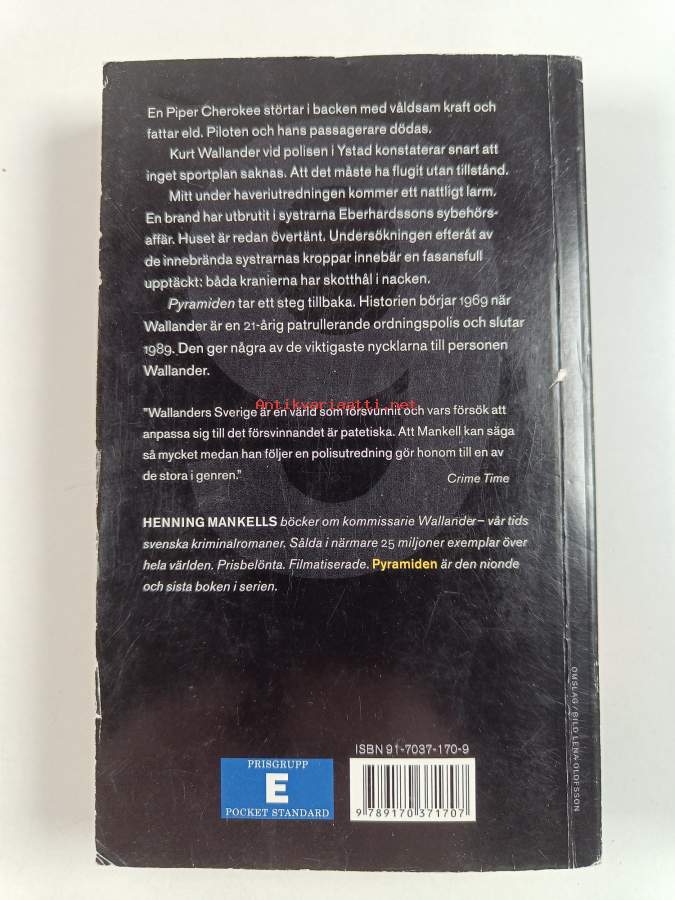 En Piper Cherokee störtar i backen med våldsam kraft och
fattar eld. Piloten och hans passagerare dödas.
Kurt Wallander vid polisen i Ystad konstaterar snart att
inget sportplan saknas. Att det måste ha flugit utan tillstånd.
Mitt under haveriutredningen kommer ett nattligt larm.
En brand har utbrutit i systrarna Eberhardssons sybehörs-
affär. Huset är redan övertänt. Undersökningen efteråt av
de innebrända systrarnas kroppar innebär en fasansfull
upptäckt: båda kranierna har skotthål i nacken.
Pyramiden tar ett steg tillbaka. Historien börjar 1969 när
Wallander är en 21-årig patrullerande ordningspolis och slutar
1989. Den ger några av de viktigaste nycklarna till personen
Wallander.
Antikvariaatti.net
"Wallanders Sverige är en värld som försvunnit och vars försök att
anpassa sig till det försvinnandet är patetiska. Att Mankell kan säga
så mycket medan han följer en polisutredning gör honom till en av
de stora i genren."
Crime Time
HENNING MANKELLS böcker om kommissarie Wallander – vår tids
svenska kriminalromaner. Sålda i närmare 25 miljoner exemplar över
hela världen. Prisbelönta. Filmatiserade. Pyramiden är den nionde
och sista boken i serien.
OMSLAG/BILD LENA OLOFSSON
ISBN 91-7037-170-9
PRISGRUPP
E
POCKET STANDARD
9 789170 371707